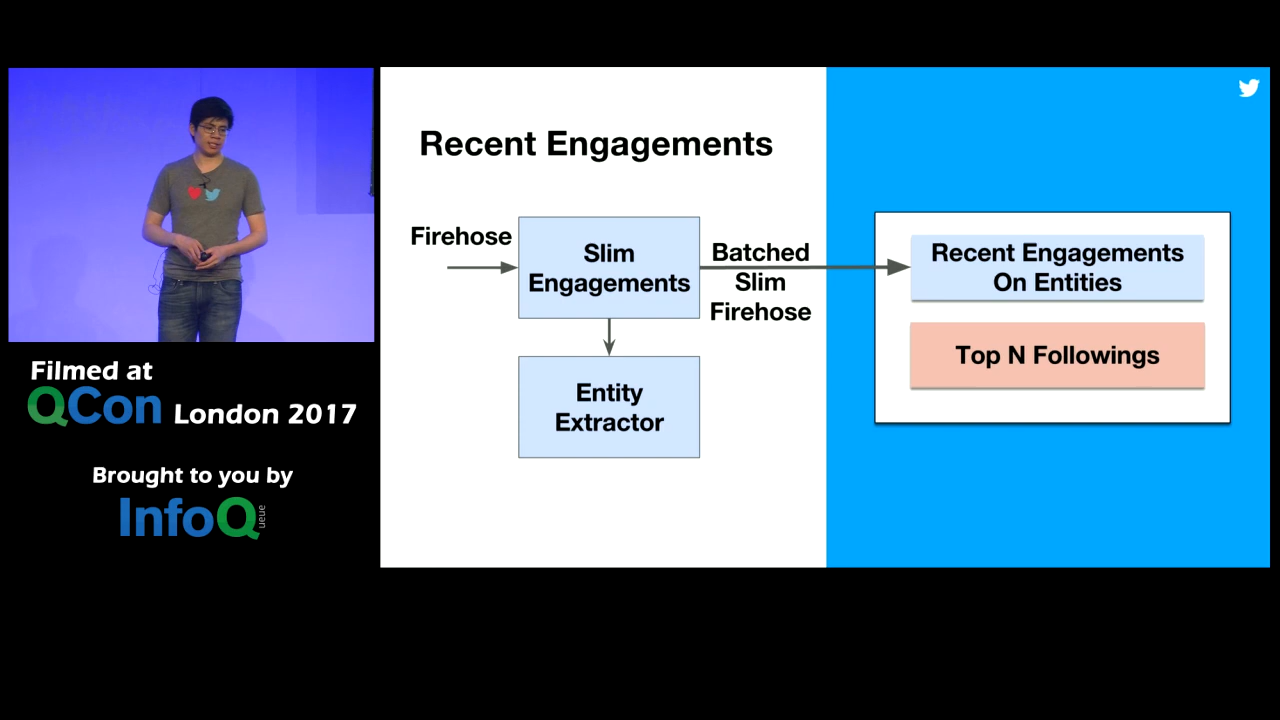 Recent Engagements
Firehose
Slim
Engagements
Batched
Slim
Firehose
Entity
Extractor
Recent Engagements
On Entities
Top N Followings
Filmed at
QCon London 2017
Brought to you by
InfoQ
ueue